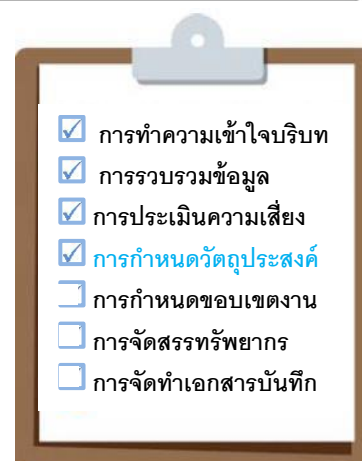 การทำความเข้าใจบริบท
การรวบรวมข้อมูล
การประเมินความเสี่ยง
การกำหนดวัตถุประสงค์
การกำหนดขอบเขตงาน
การจัดสรรทรัพยากร
การจัดทำเอกสารบันทึก